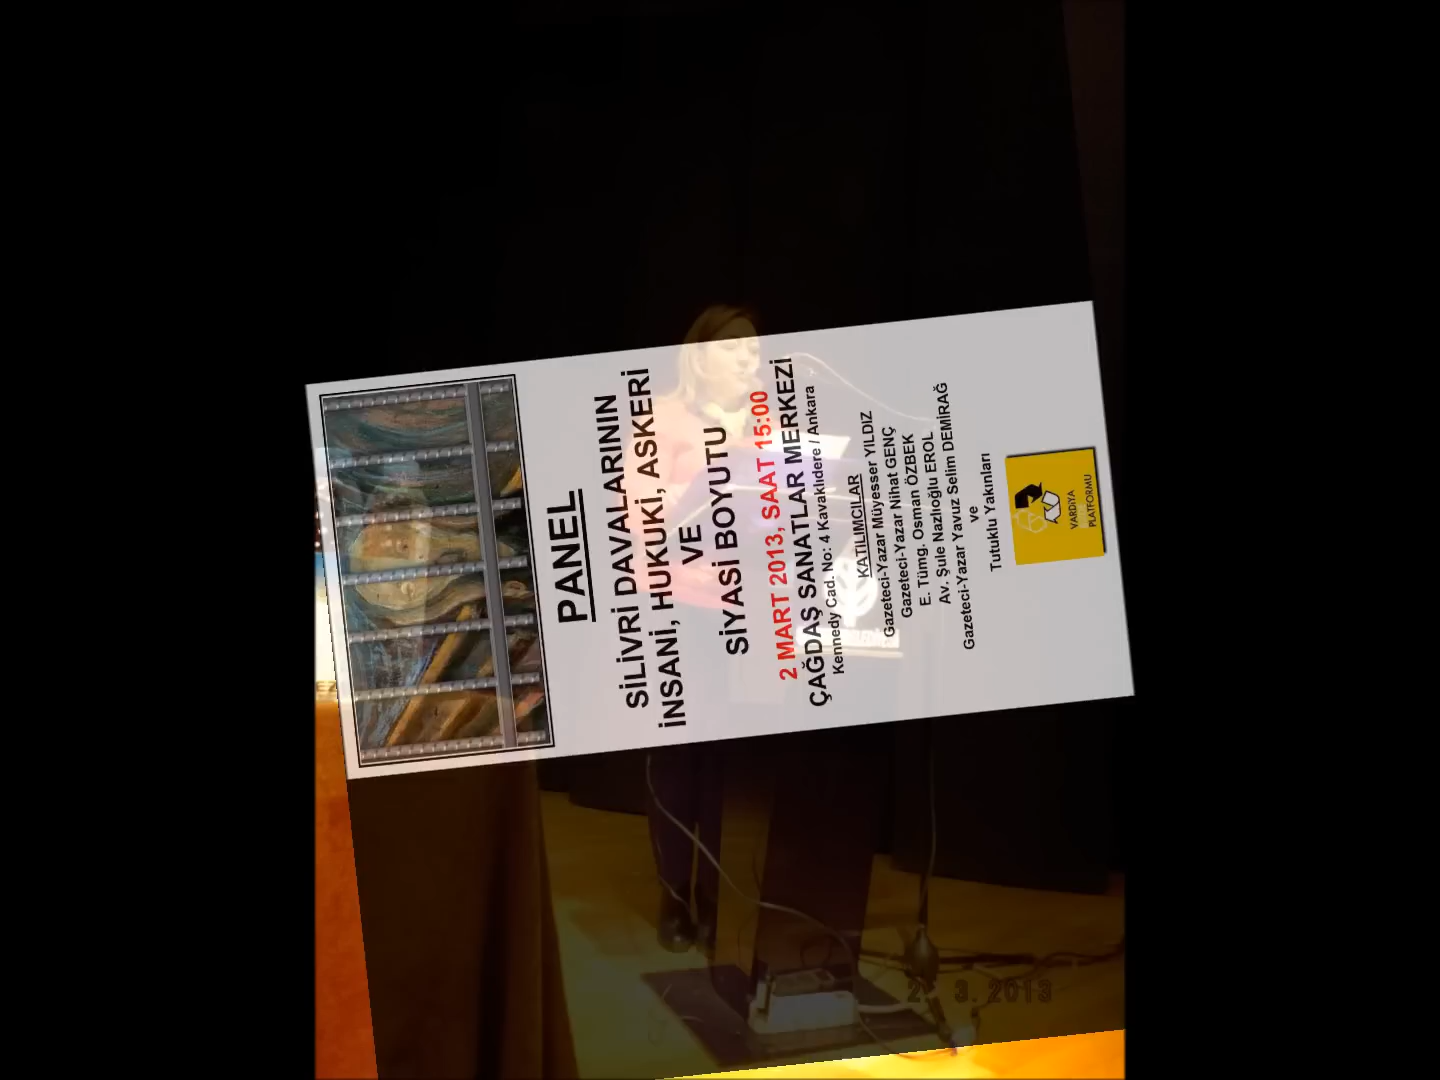 PANEL
SİLİVRİ DAVALARININ
İNSANİ, HUKUKİ, ASKERİ
VE
SİYASİ BOYUTU
2 MART 2013, SAAT 15:00
ÇAĞDAŞ SANATLAR MERKEZİ
Kennedy Cad. No: 4 Kavaklıdere / Ankara
KATILIMCILAR
Gazeteci-Yazar Müyesser YILDIZ
Gazeteci-Yazar Nihat GENÇ
E. Tümg. Osman ÖZBEK
Av. Şule Nazlıoğlu EROL
Gazeteci-Yazar Yavuz Selim DEMİRAĞ
ve
Tutuklu Yakınları
VARDİYA
PLATFORMU
2. 3. 2013